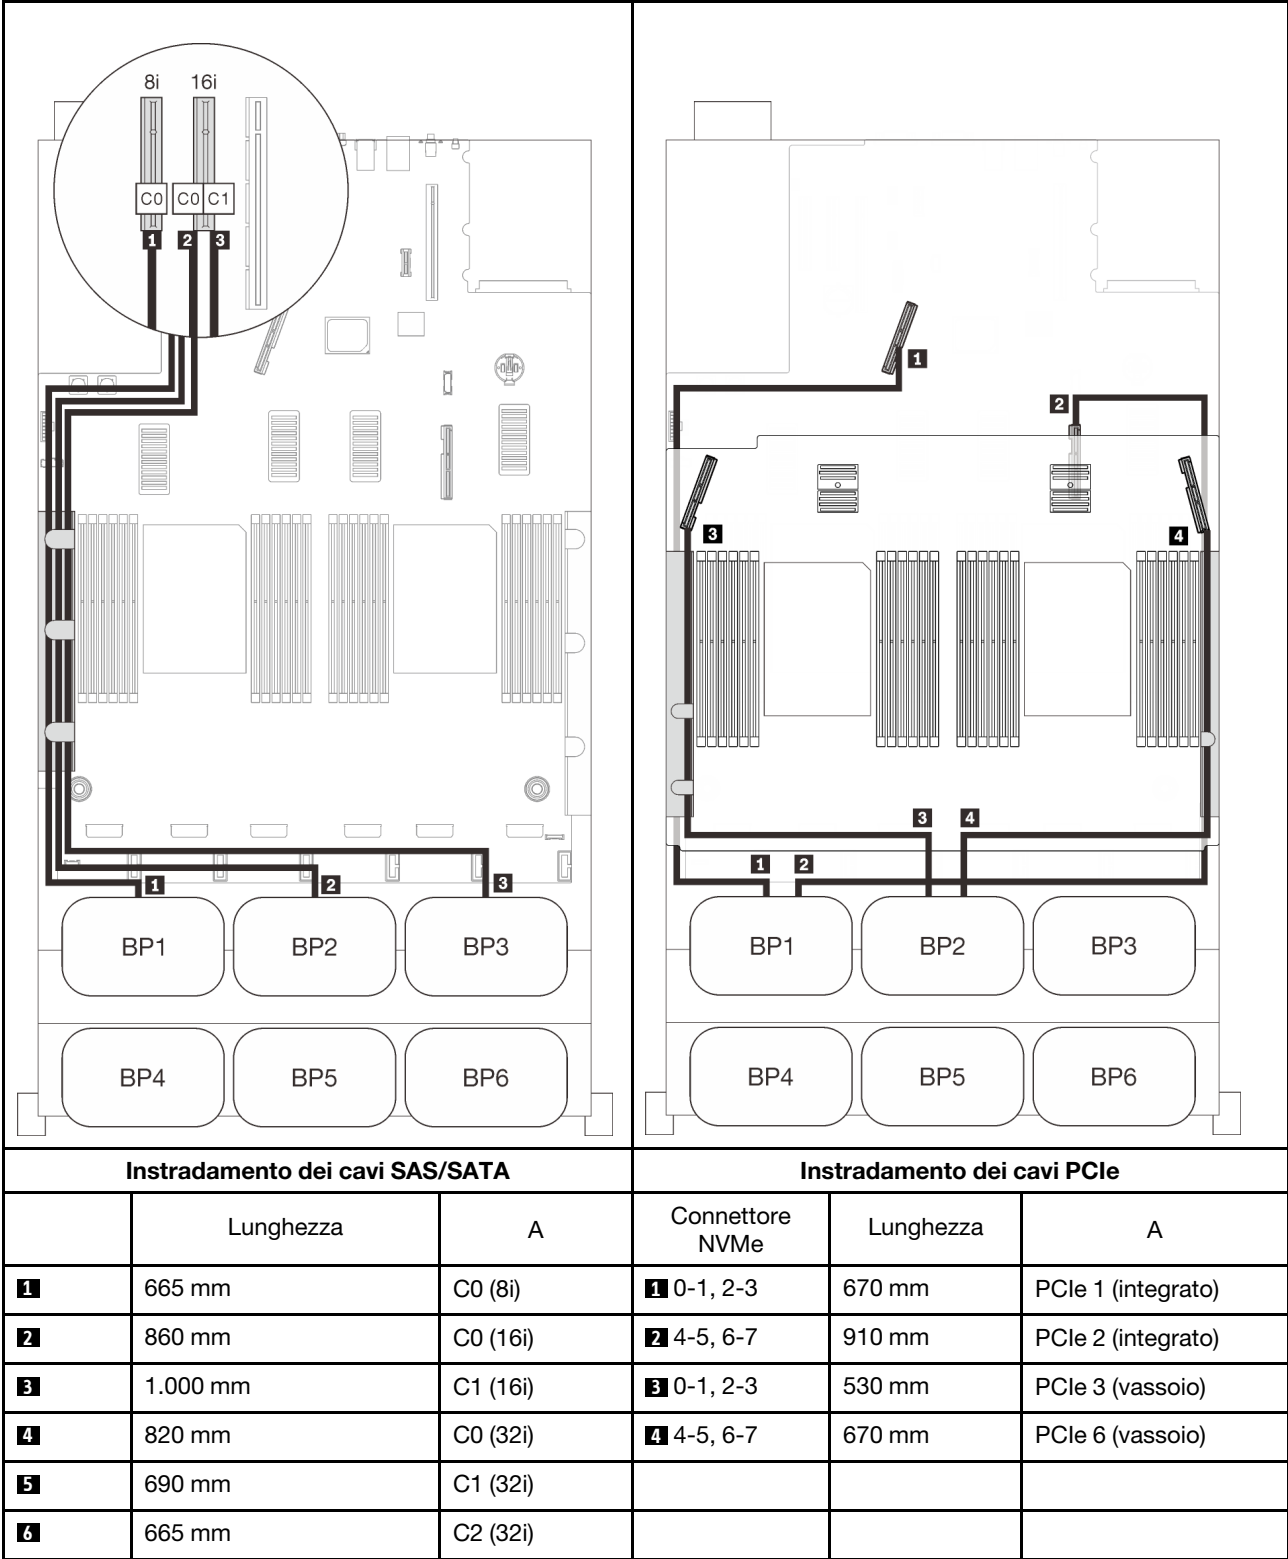 8i 16i
C0 C0 C1
1 2 3
1 2 3
BP1 BP2 BP3
BP4 BP5 BP6
1
2
3 4
3 4
1 2
BP1 BP2 BP3
BP4 BP5 BP6
Instradamento dei cavi SAS/SATA
Lunghezza A
1 665 mm C0 (8i)
2 860 mm C0 (16i)
3 1.000 mm C1 (16i)
4 820 mm C0 (32i)
5 690 mm C1 (32i)
6 665 mm C2 (32i)
Instradamento dei cavi PCIe
Connettore
NVMe Lunghezza A
1 0-1, 2-3 670 mm PCIe 1 (integrato)
2 4-5, 6-7 910 mm PCIe 2 (integrato)
3 0-1, 2-3 530 mm PCIe 3 (vassoio)
4 4-5, 6-7 670 mm PCIe 6 (vassoio)